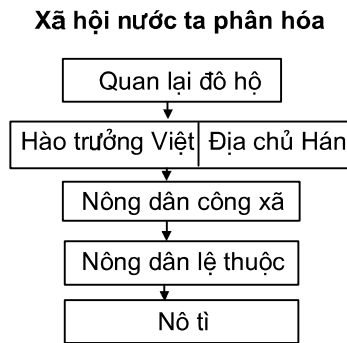 Xã hội nước ta phân hóa
Quan lại đô hộ
Hào trưởng Việt Địa chủ Hán
Nông dân công xã
Nông dân lệ thuộc
Nô tì